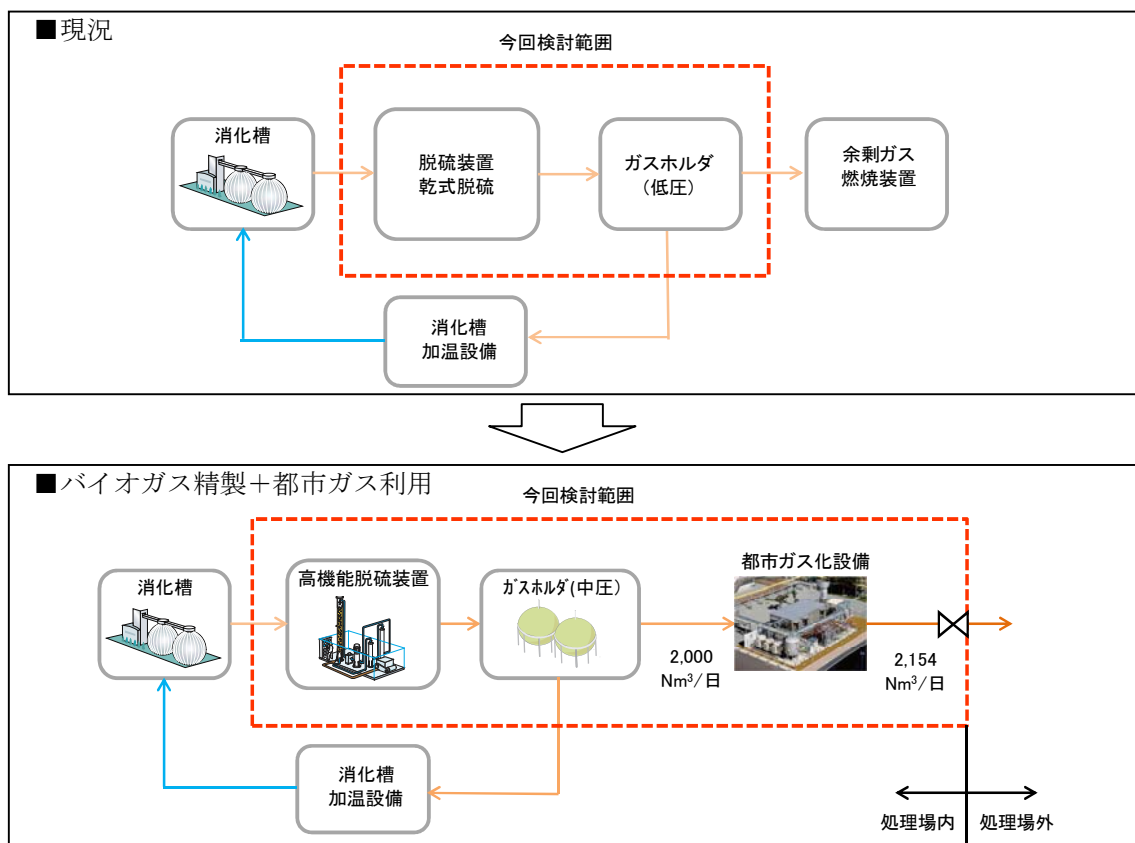 ■現況
今回検討範囲
消化槽
脱硫装置
乾式脱硫
ガスホルダ
(低圧)
余剰ガス
燃焼装置
消化槽
加温設備
■バイオガス精製＋都市ガス利用
今回検討範囲
消化槽
高機能脱硫装置
ｶﾞｽﾎﾙﾀﾞ(中圧)
都市ガス化設備
2,000
Nm³/日
2,154
Nm³/日
消化槽
加温設備
処理場内
処理場外